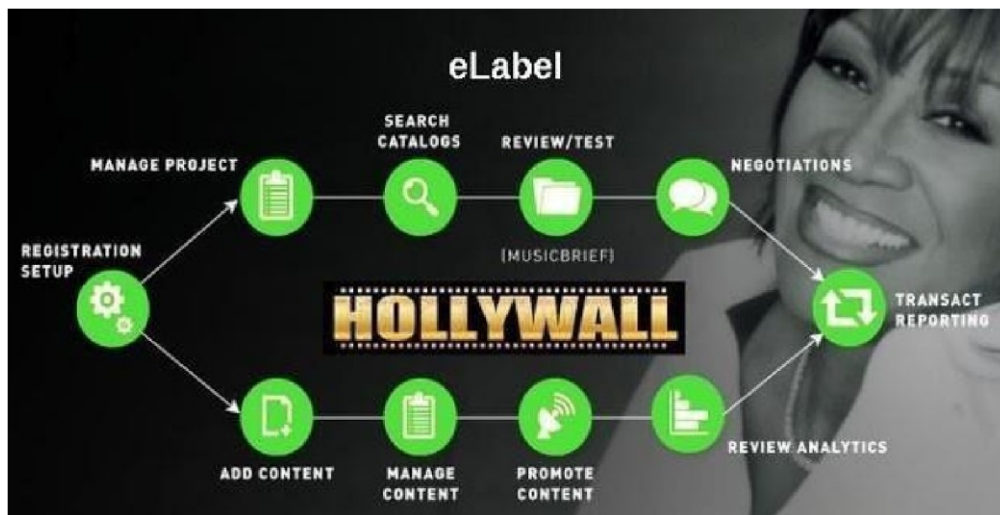 eLabel
SEARCH
CATALOGS
REVIEW/TEST
MANAGE PROJECT
NEGOTIATIONS
REGISTRATION
SETUP
(MUSICBRIEF)
HOLLYWALL
TRANSACT
REPORTING
REVIEW ANALYTICS
ADD CONTENT
MANAGE
CONTENT
PROMOTE
CONTENT